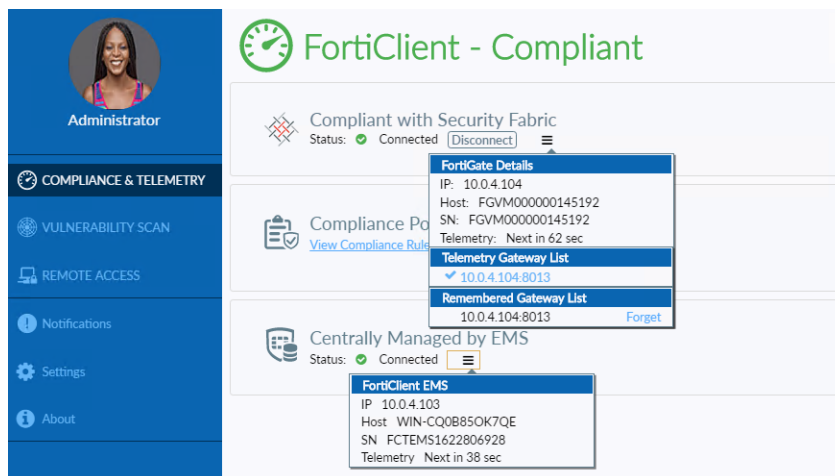 FortiClient - Compliant
Administrator
COMPLIANCE & TELEMETRY
VULNERABILITY SCAN
REMOTE ACCESS
Notifications
Settings
About
Compliant with Security Fabric
Status: Connected Disconnect
FortiGate Details
IP: 10.0.4.104
Host: FGVM000000145192
SN: FGVM000000145192
Telemetry: Next in 62 sec
Telemetry Gateway List
10.0.4.104:8013
Remembered Gateway List
10.0.4.104:8013 Forget
Compliance Po
View Compliance Rule
Centrally Managed by EMS
Status: Connected
FortiClient EMS
IP 10.0.4.103
Host WIN-CQ0B85OK7QE
SN FCTEMS1622806928
Telemetry Next in 38 sec